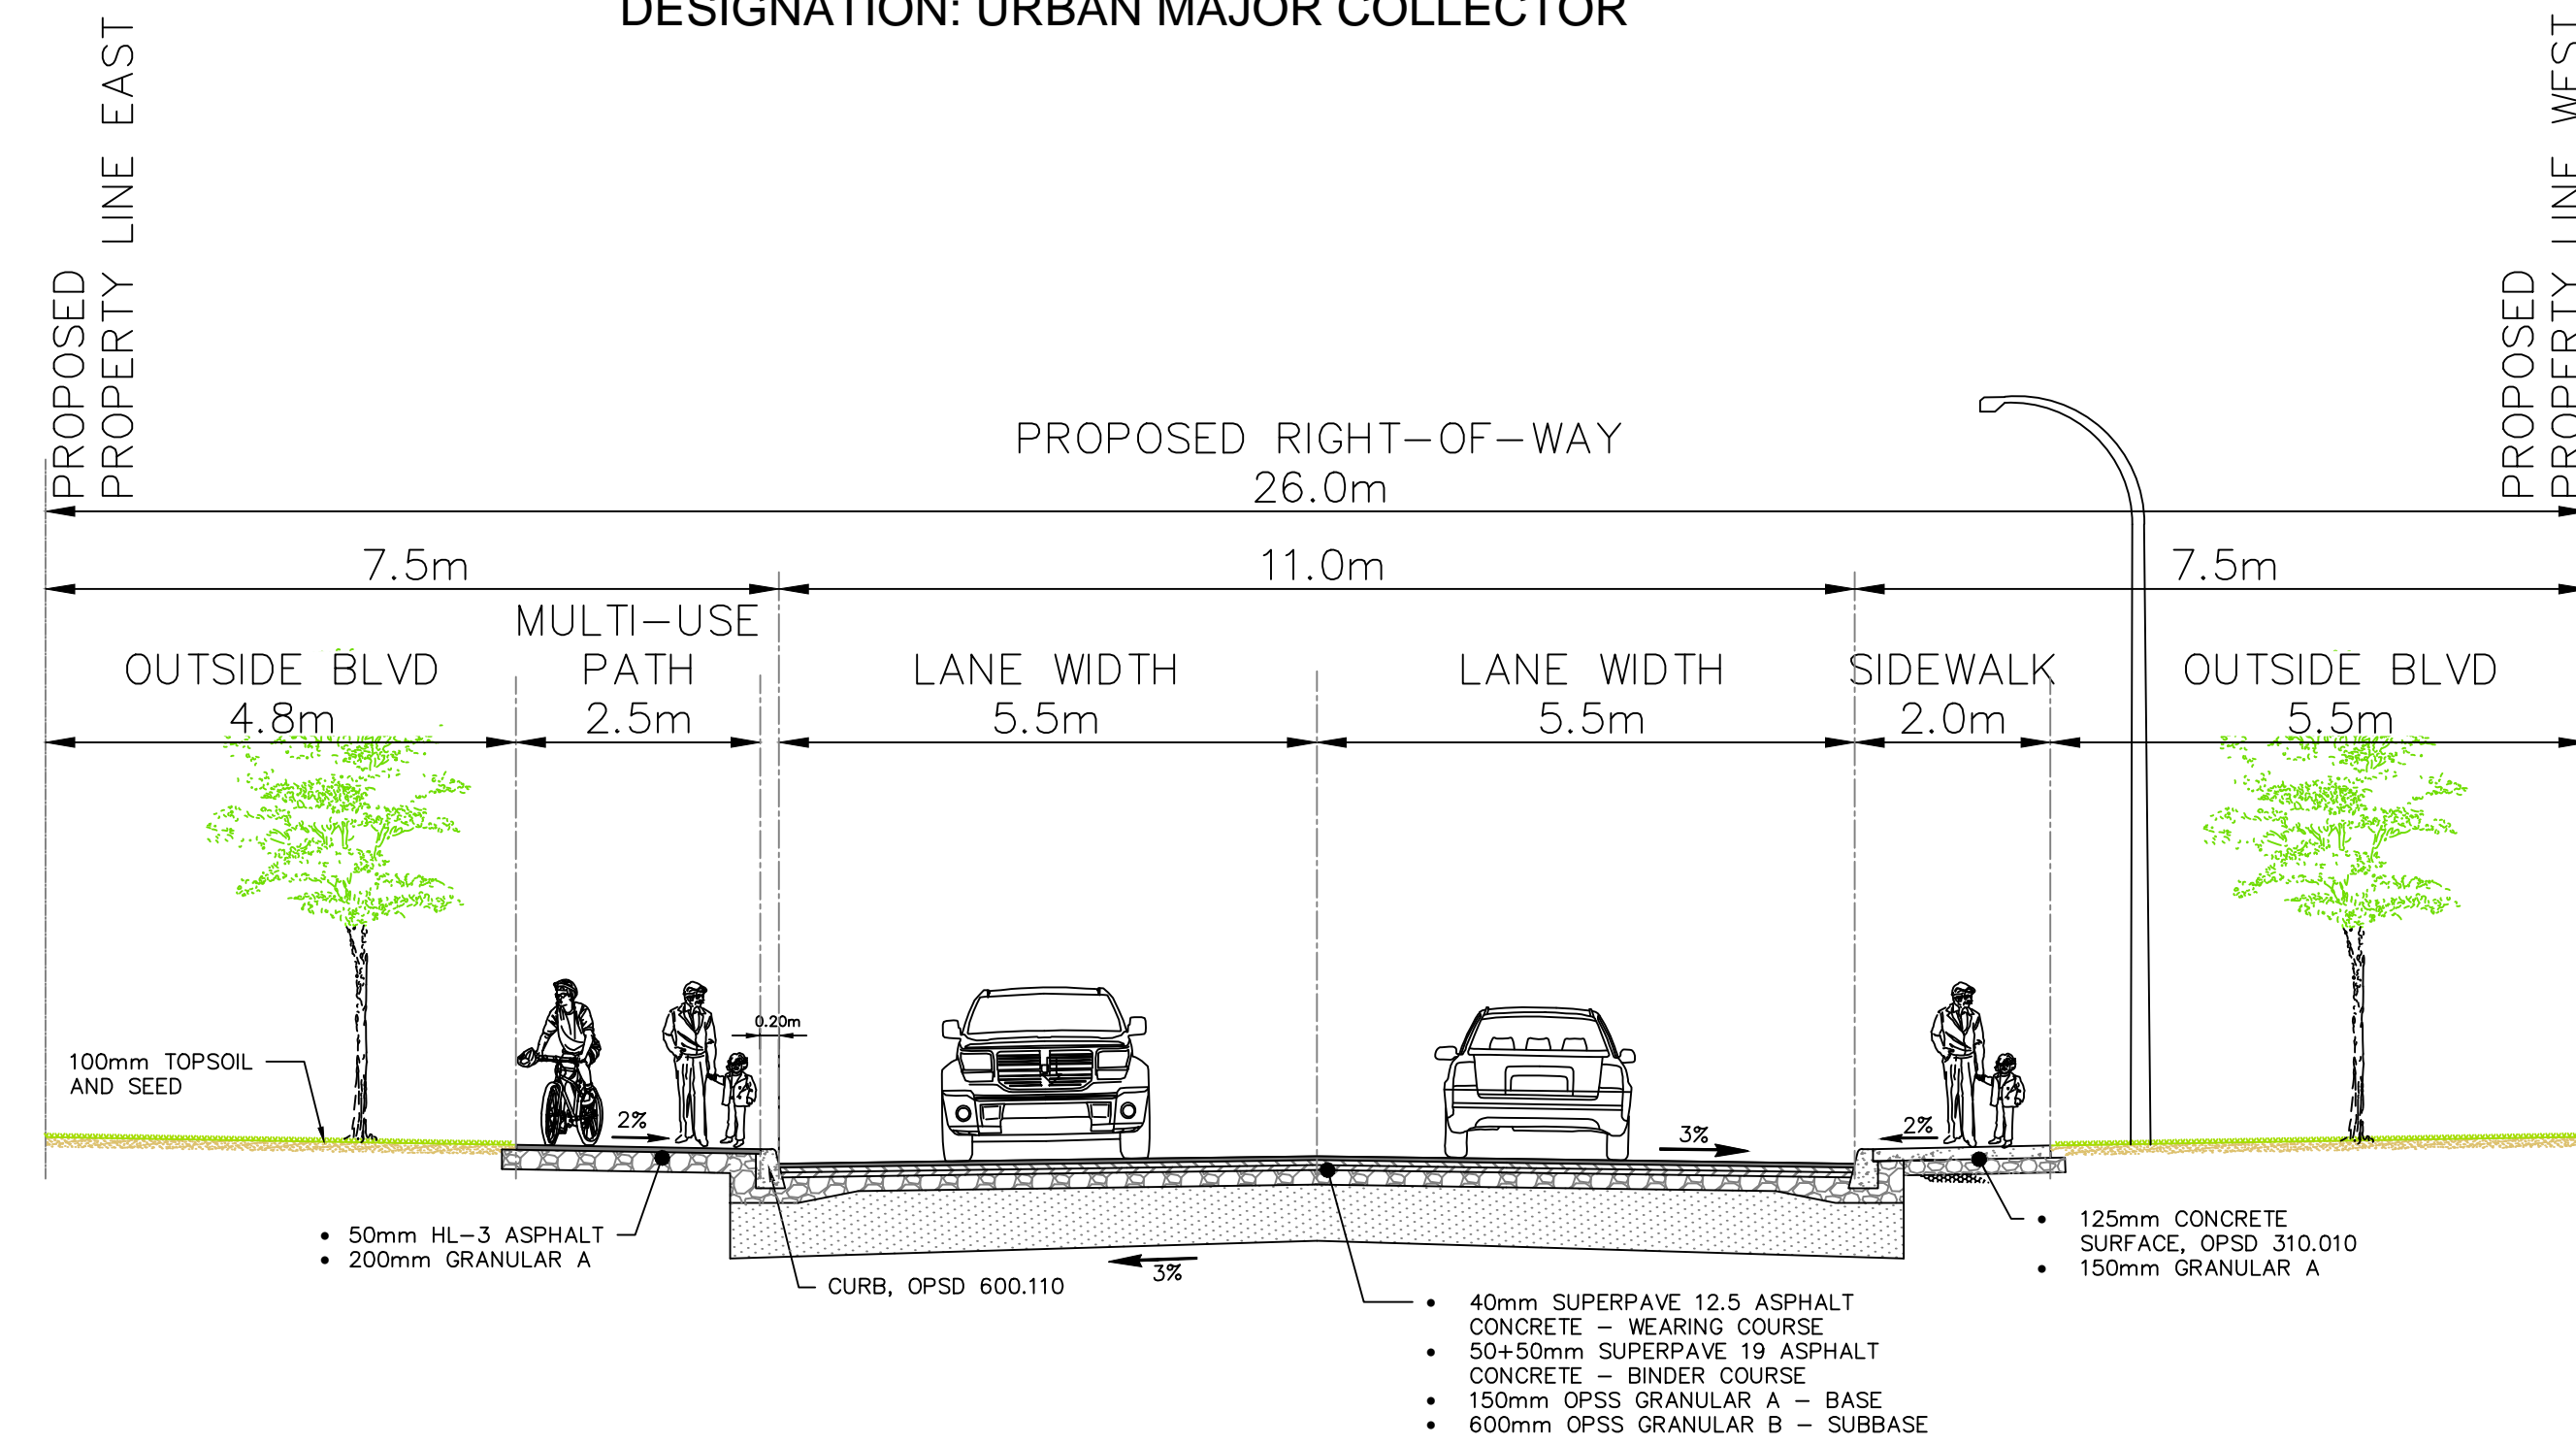 DESIGNATION: URBAN MAJOR COLLECTOR
PROPOSED
PROPERTY LINE EAST
PROPOSED
PROPERTY LINE WEST
PROPOSED RIGHT-OF-WAY
26.0m
7.5m
11.0m
7.5m
OUTSIDE BLVD
4.8m
MULTI-USE
PATH
2.5m
LANE WIDTH
5.5m
LANE WIDTH
5.5m
SIDEWALK
2.0m
OUTSIDE BLVD
5.5m
0.20m
100mm TOPSOIL
AND SEED
2%
3%
2%
3%
• 50mm HL-3 ASPHALT
• 200mm GRANULAR A
CURB, OPSD 600.110
• 125mm CONCRETE
SURFACE, OPSD 310.010
• 150mm GRANULAR A
• 40mm SUPERPAVE 12.5 ASPHALT
CONCRETE - WEARING COURSE
• 50+50mm SUPERPAVE 19 ASPHALT
CONCRETE - BINDER COURSE
• 150mm OPSS GRANULAR A - BASE
• 600mm OPSS GRANULAR B - SUBBASE